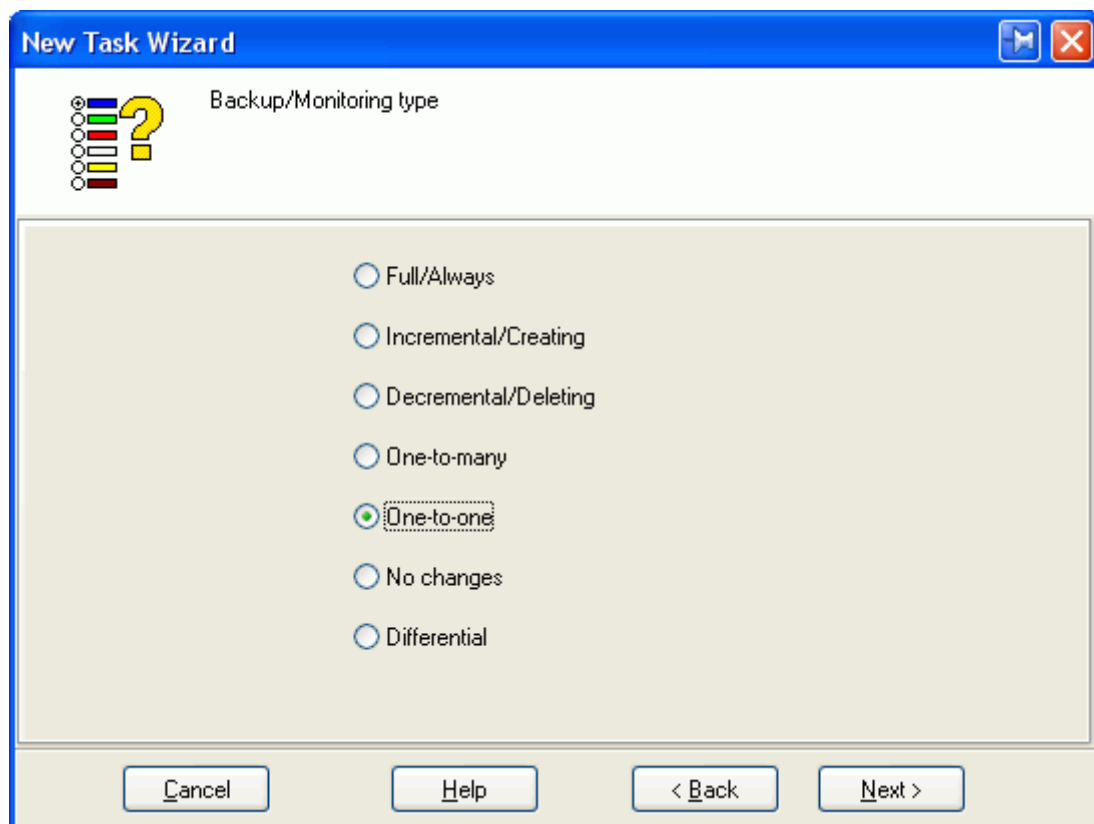 New Task Wizard
Backup/Monitoring type
Full/Always
Incremental/Creating
Decremental/Deleting
One-to-many
One-to-one
No changes
Differential
Cancel
Help
< Back
Next >